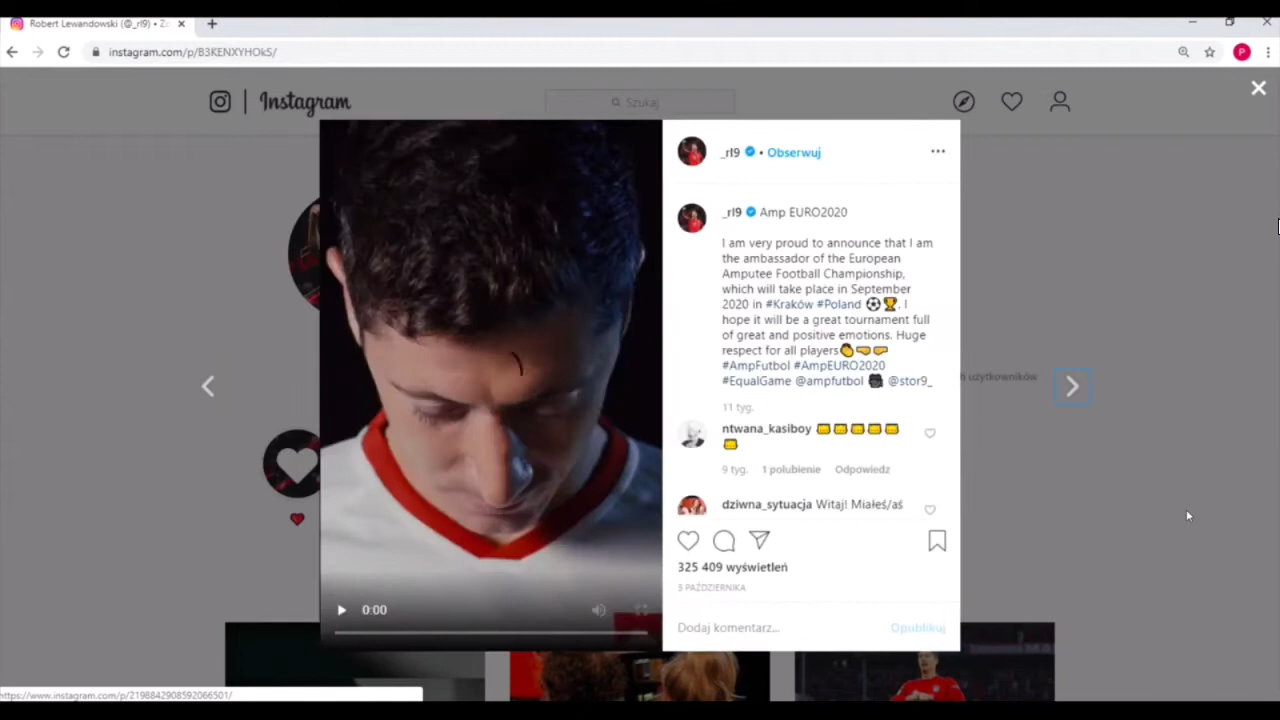 Robert Lewandowski (@_rl9) • Z
instagram.com/p/B3KENXYHOkS/
P
Instagram
Szukaj
_rl9 • Obserwuj
_rl9 Amp EURO2020
I am very proud to announce that I am
the ambassador of the European
Amputee Football Championship,
which will take place in September
2020 in #Kraków #Poland ⚽🏆. I
hope it will be a great tournament full
of great and positive emotions. Huge
respect for all players
#AmpFutbol #AmpEURO2020
#EqualGame @ampfutbol @stor9_
użytkowników
11 tyg.
ntwana_kasiboy
9 tyg. 1 polubienie Odpowiedz
dziwna_sytuacja Witaj! Miałeś/aś
325 409 wyświetleń
0:00
Dodaj komentarz... Opublikuj
https://www.instagram.com/p/2198842908592066501/